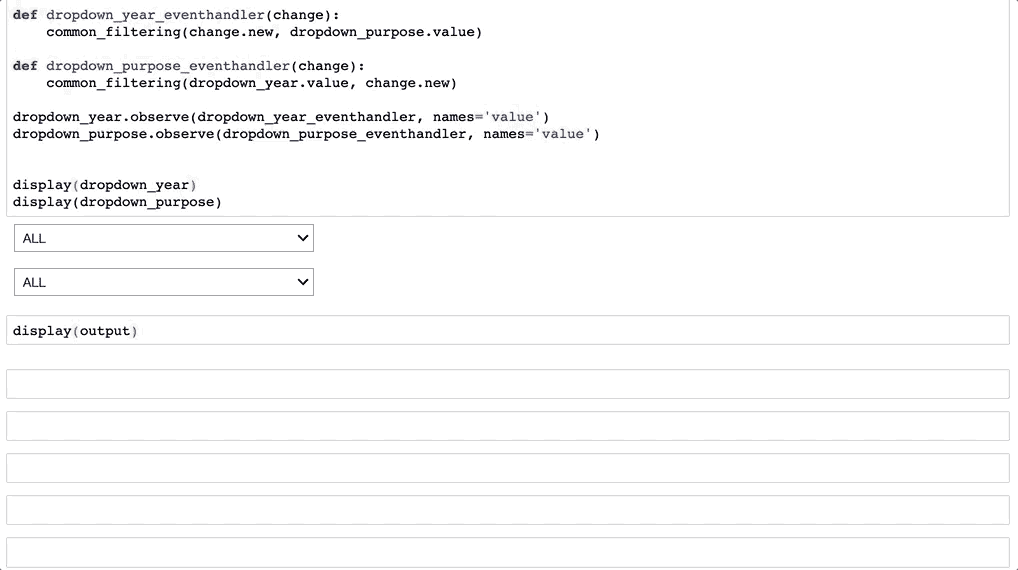 def dropdown_year_eventhandler(change):
    common_filtering(change.new, dropdown_purpose.value)
def dropdown_purpose_eventhandler(change):
    common_filtering(dropdown_year.value, change.new)
dropdown_year.observe(dropdown_year_eventhandler, names='value')
dropdown_purpose.observe(dropdown_purpose_eventhandler, names='value')
display(dropdown_year)
display(dropdown_purpose)
ALL
ALL
display(output)